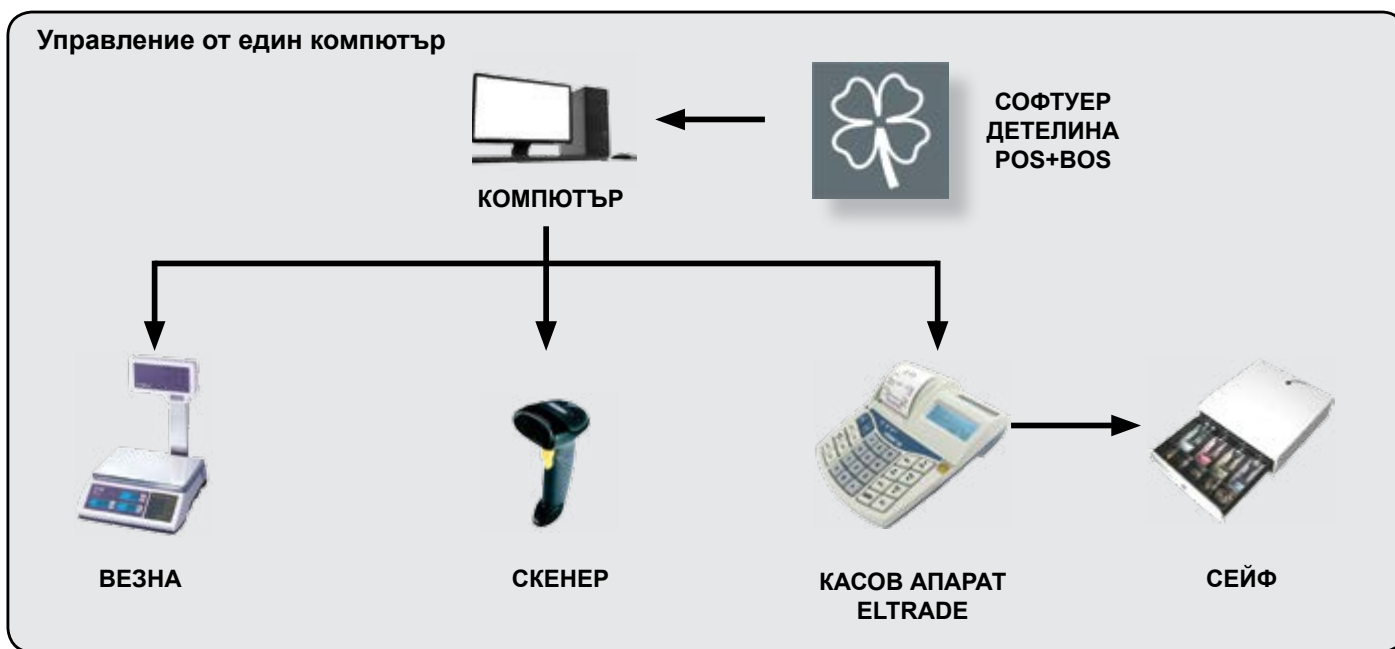 Управление от един компютър
СОФТУЕР
ДЕТЕЛИНА
POS+BOS
КОМПЮТЪР
ВЕЗНА
СКЕНЕР
КАСОВ АПАРАТ
ELTRADE
СЕЙФ